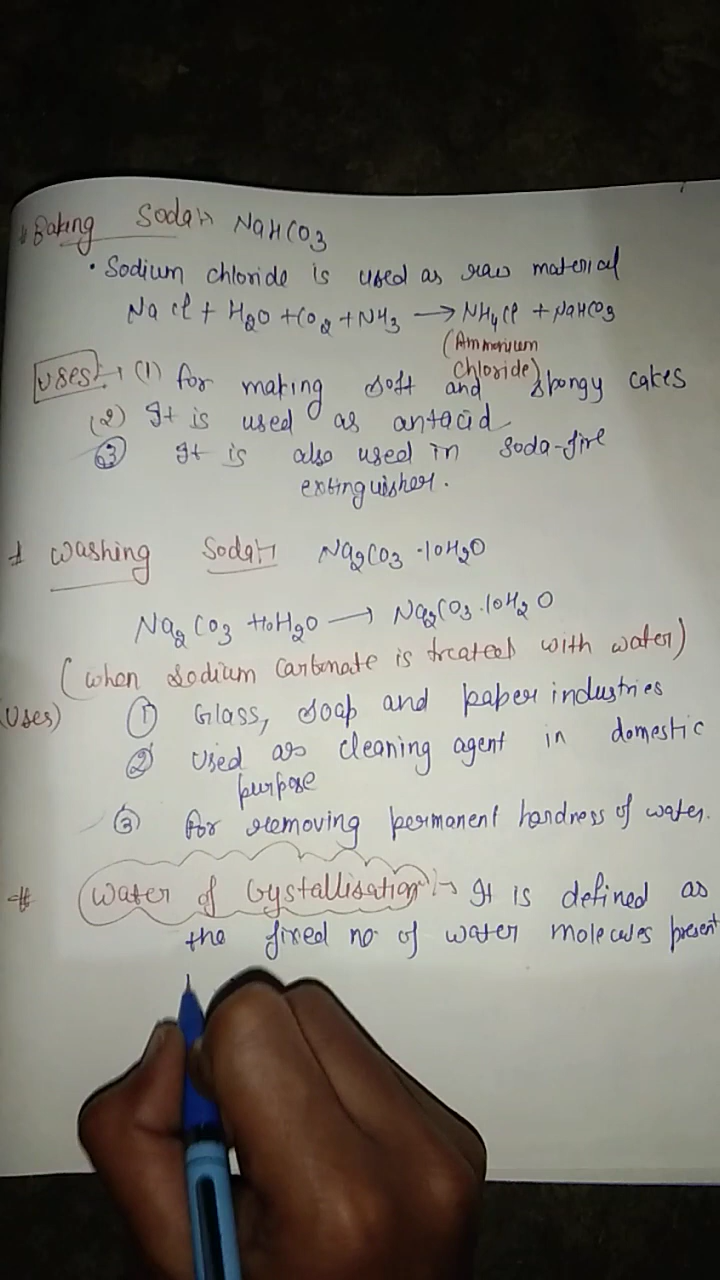 Baking Soda:- NaHCO3
• Sodium chloride is used as raw material
NaCl + H2O + CO2 + NH3 → NH4Cl + NaHCO3
(Ammonium
Chloride)
Uses:- (1) for making soft and spongy cakes
(2) It is used as antacid
(3) It is also used in soda-fire
extinguisher.
Washing Soda:- Na2CO3 .10H2O
Na2CO3 +10H2O → Na2CO3.10H2O
(when sodium carbonate is treated with water)
(Uses) (1) Glass, soap and paper industries
(2) Used as cleaning agent in domestic
purpose
(3) for removing permanent hardness of water.
# Water of Crystallisation :- It is defined as
the fixed no of water molecules present